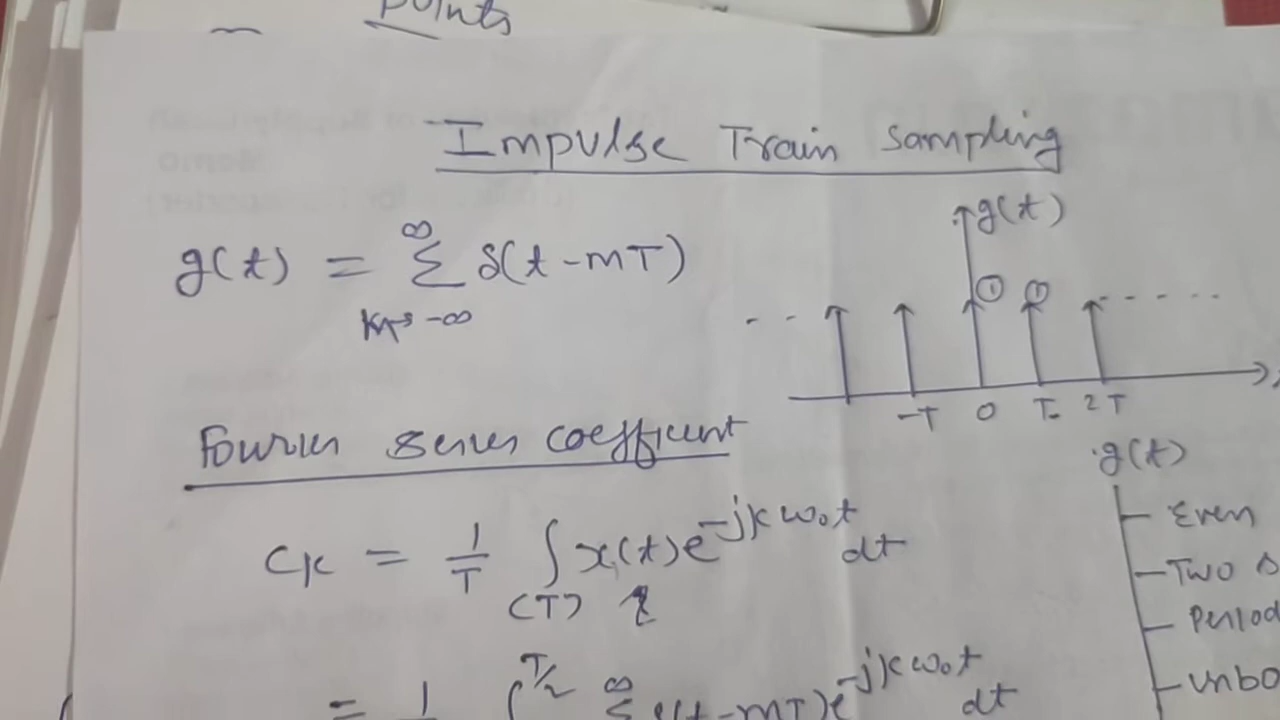 Points
Impulse Train Sampling
g(t)
g(t) = ∞ Σ δ(t - mT)
-∞
① ①
-T 0 T 2T
Fourier series coefficient
g(t)
Even
Ck = 1/T ∫ x(t) e^-jkω₀t dt
Two
(T)
Period
= 1 ∫ T/2 ∞ Σ δ(t - mT) e^-jkω₀t dt
unbo